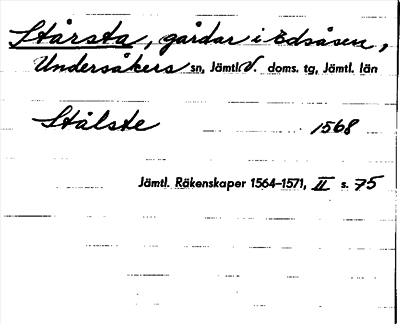 Stårsta, gårdar i Edsåsen,
Undersåkers sn, Jämtl. V doms. tg, Jämtl. län
Stålste 1568
Jämtl. Räkenskaper 1564–1571, II s. 75